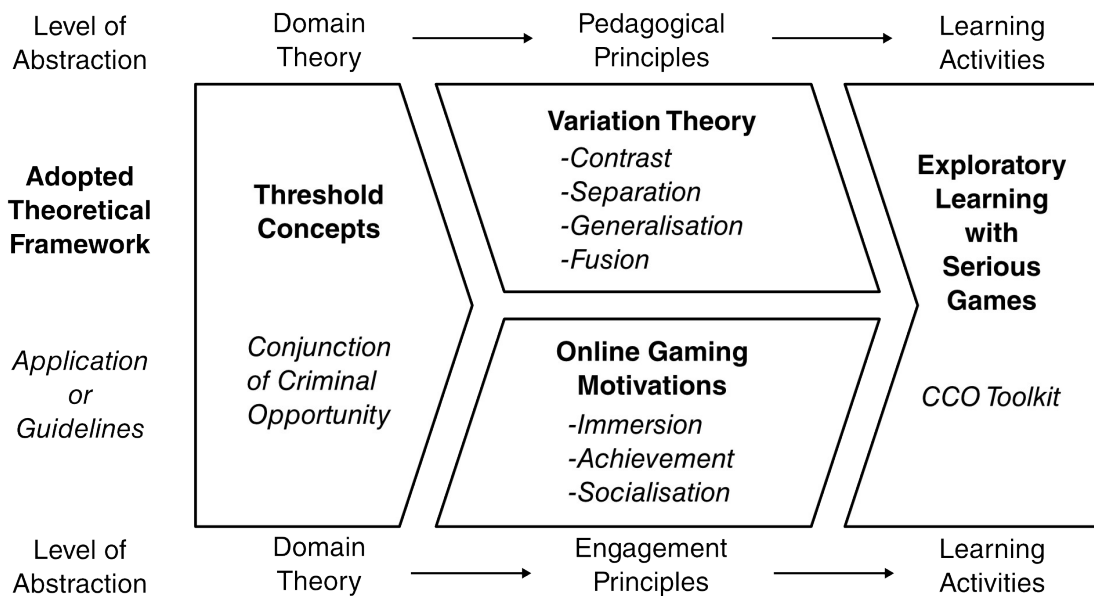 Level of
Abstraction
Domain
Theory
Pedagogical
Principles
Learning
Activities
Adopted
Theoretical
Framework
Application
or
Guidelines
Threshold
Concepts
Conjunction
of Criminal
Opportunity
Variation Theory
-Contrast
-Separation
-Generalisation
-Fusion
Online Gaming
Motivations
-Immersion
-Achievement
-Socialisation
Exploratory
Learning
with
Serious
Games
CCO Toolkit
Level of
Abstraction
Domain
Theory
Engagement
Principles
Learning
Activities